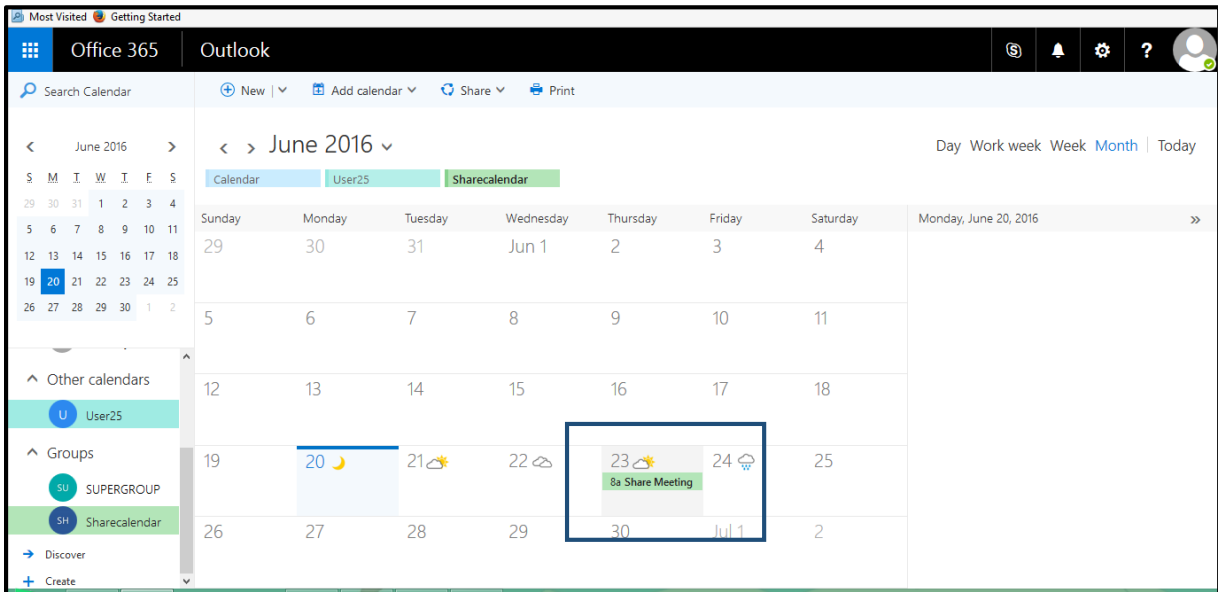 Most Visited Getting Started
Office 365 Outlook ?
Search Calendar New Add calendar Share Print
June 2016
S M T W T F S
29 30 31 1 2 3 4
5 6 7 8 9 10 11
12 13 14 15 16 17 18
19 20 21 22 23 24 25
26 27 28 29 30 1 2
Other calendars
U User25
Groups
SU SUPERGROUP
SH Sharecalendar
Discover
Create
June 2016 Day Work week Week Month Today
Calendar User25 Sharecalendar
Sunday Monday Tuesday Wednesday Thursday Friday Saturday Monday, June 20, 2016
29 30 31 Jun 1 2 3 4
5 6 7 8 9 10 11
12 13 14 15 16 17 18
19 20 21 22 23 24 25
8a Share Meeting
26 27 28 29 30 Jul 1 2